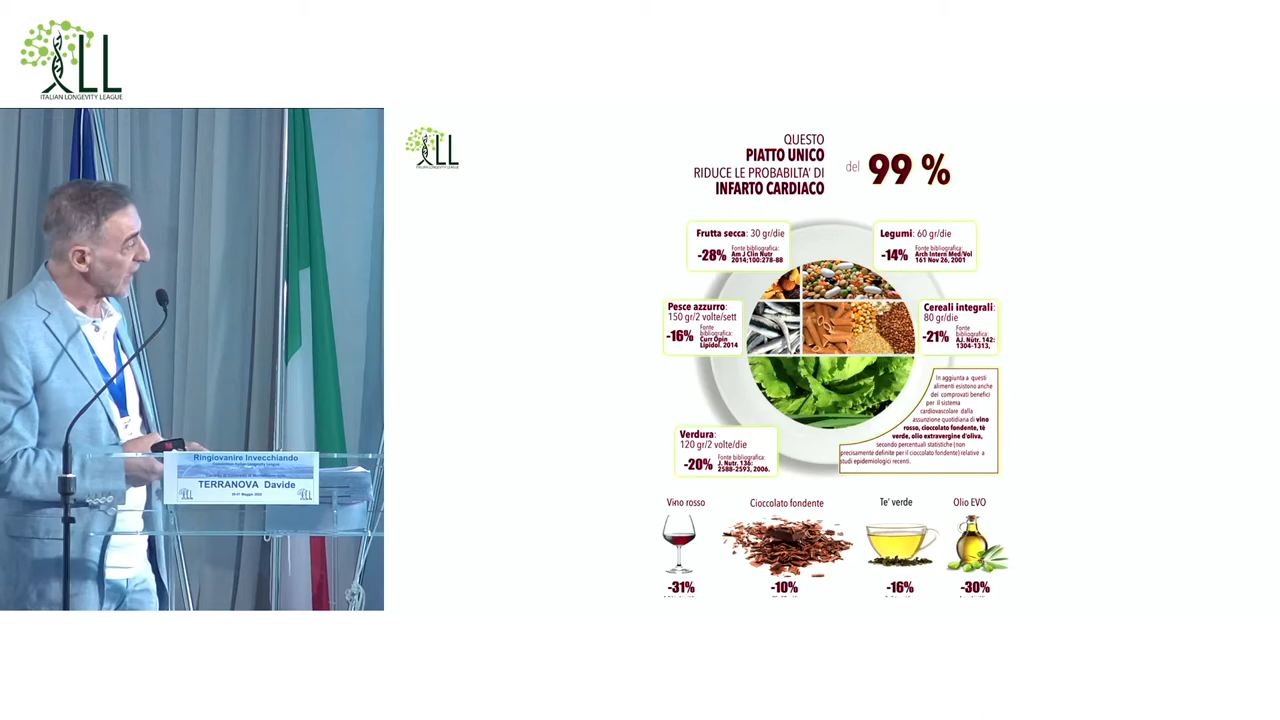 LL
ITALIAN LONGEVITY LEAGUE
LL
QUESTO
PIATTO UNICO
RIDUCE LE PROBABILTA' DI
INFARTO CARDIACO
del 99 %
Frutta secca: 30 gr/die
-28%
Fonte
bibliografica:
Am J Clin Nutr
2014;100:278-88
Legumi: 60 gr/die
-14%
Fonte bibliografica:
Arch Intern Med/Vol
161 Nov 26, 2001
Pesce azzurro:
150 gr/2 volte/sett
-16%
Fonte
bibliografica:
Curr Opin
Lipidol. 2014
Cereali integrali:
80 gr/die
-21%
Fonte
bibliografica:
AJ. Nutr. 142:
1304-1313,
Verdura:
120 gr/2 volte/die
-20%
Fonte bibliografica:
J. Nutr. 136:
2588-2593, 2006.
In aggiunta a questi
alimenti esistono anche
dei comprovati benefici
per il sistema
cardiovascolare dalla
assunzione quotidiana di vino
rosso, cioccolato fondente, tè
verde, olio extravergine d'oliva,
secondo percentuali statistiche (non
precisamente definite per il cioccolato fondente) relative a
studi epidemiologici recenti.
Vino rosso
-31%
Cioccolato fondente
-10%
Te' verde
-16%
Olio EVO
-30%
Ringiovanire Invecchiando
TERRANOVA Davide